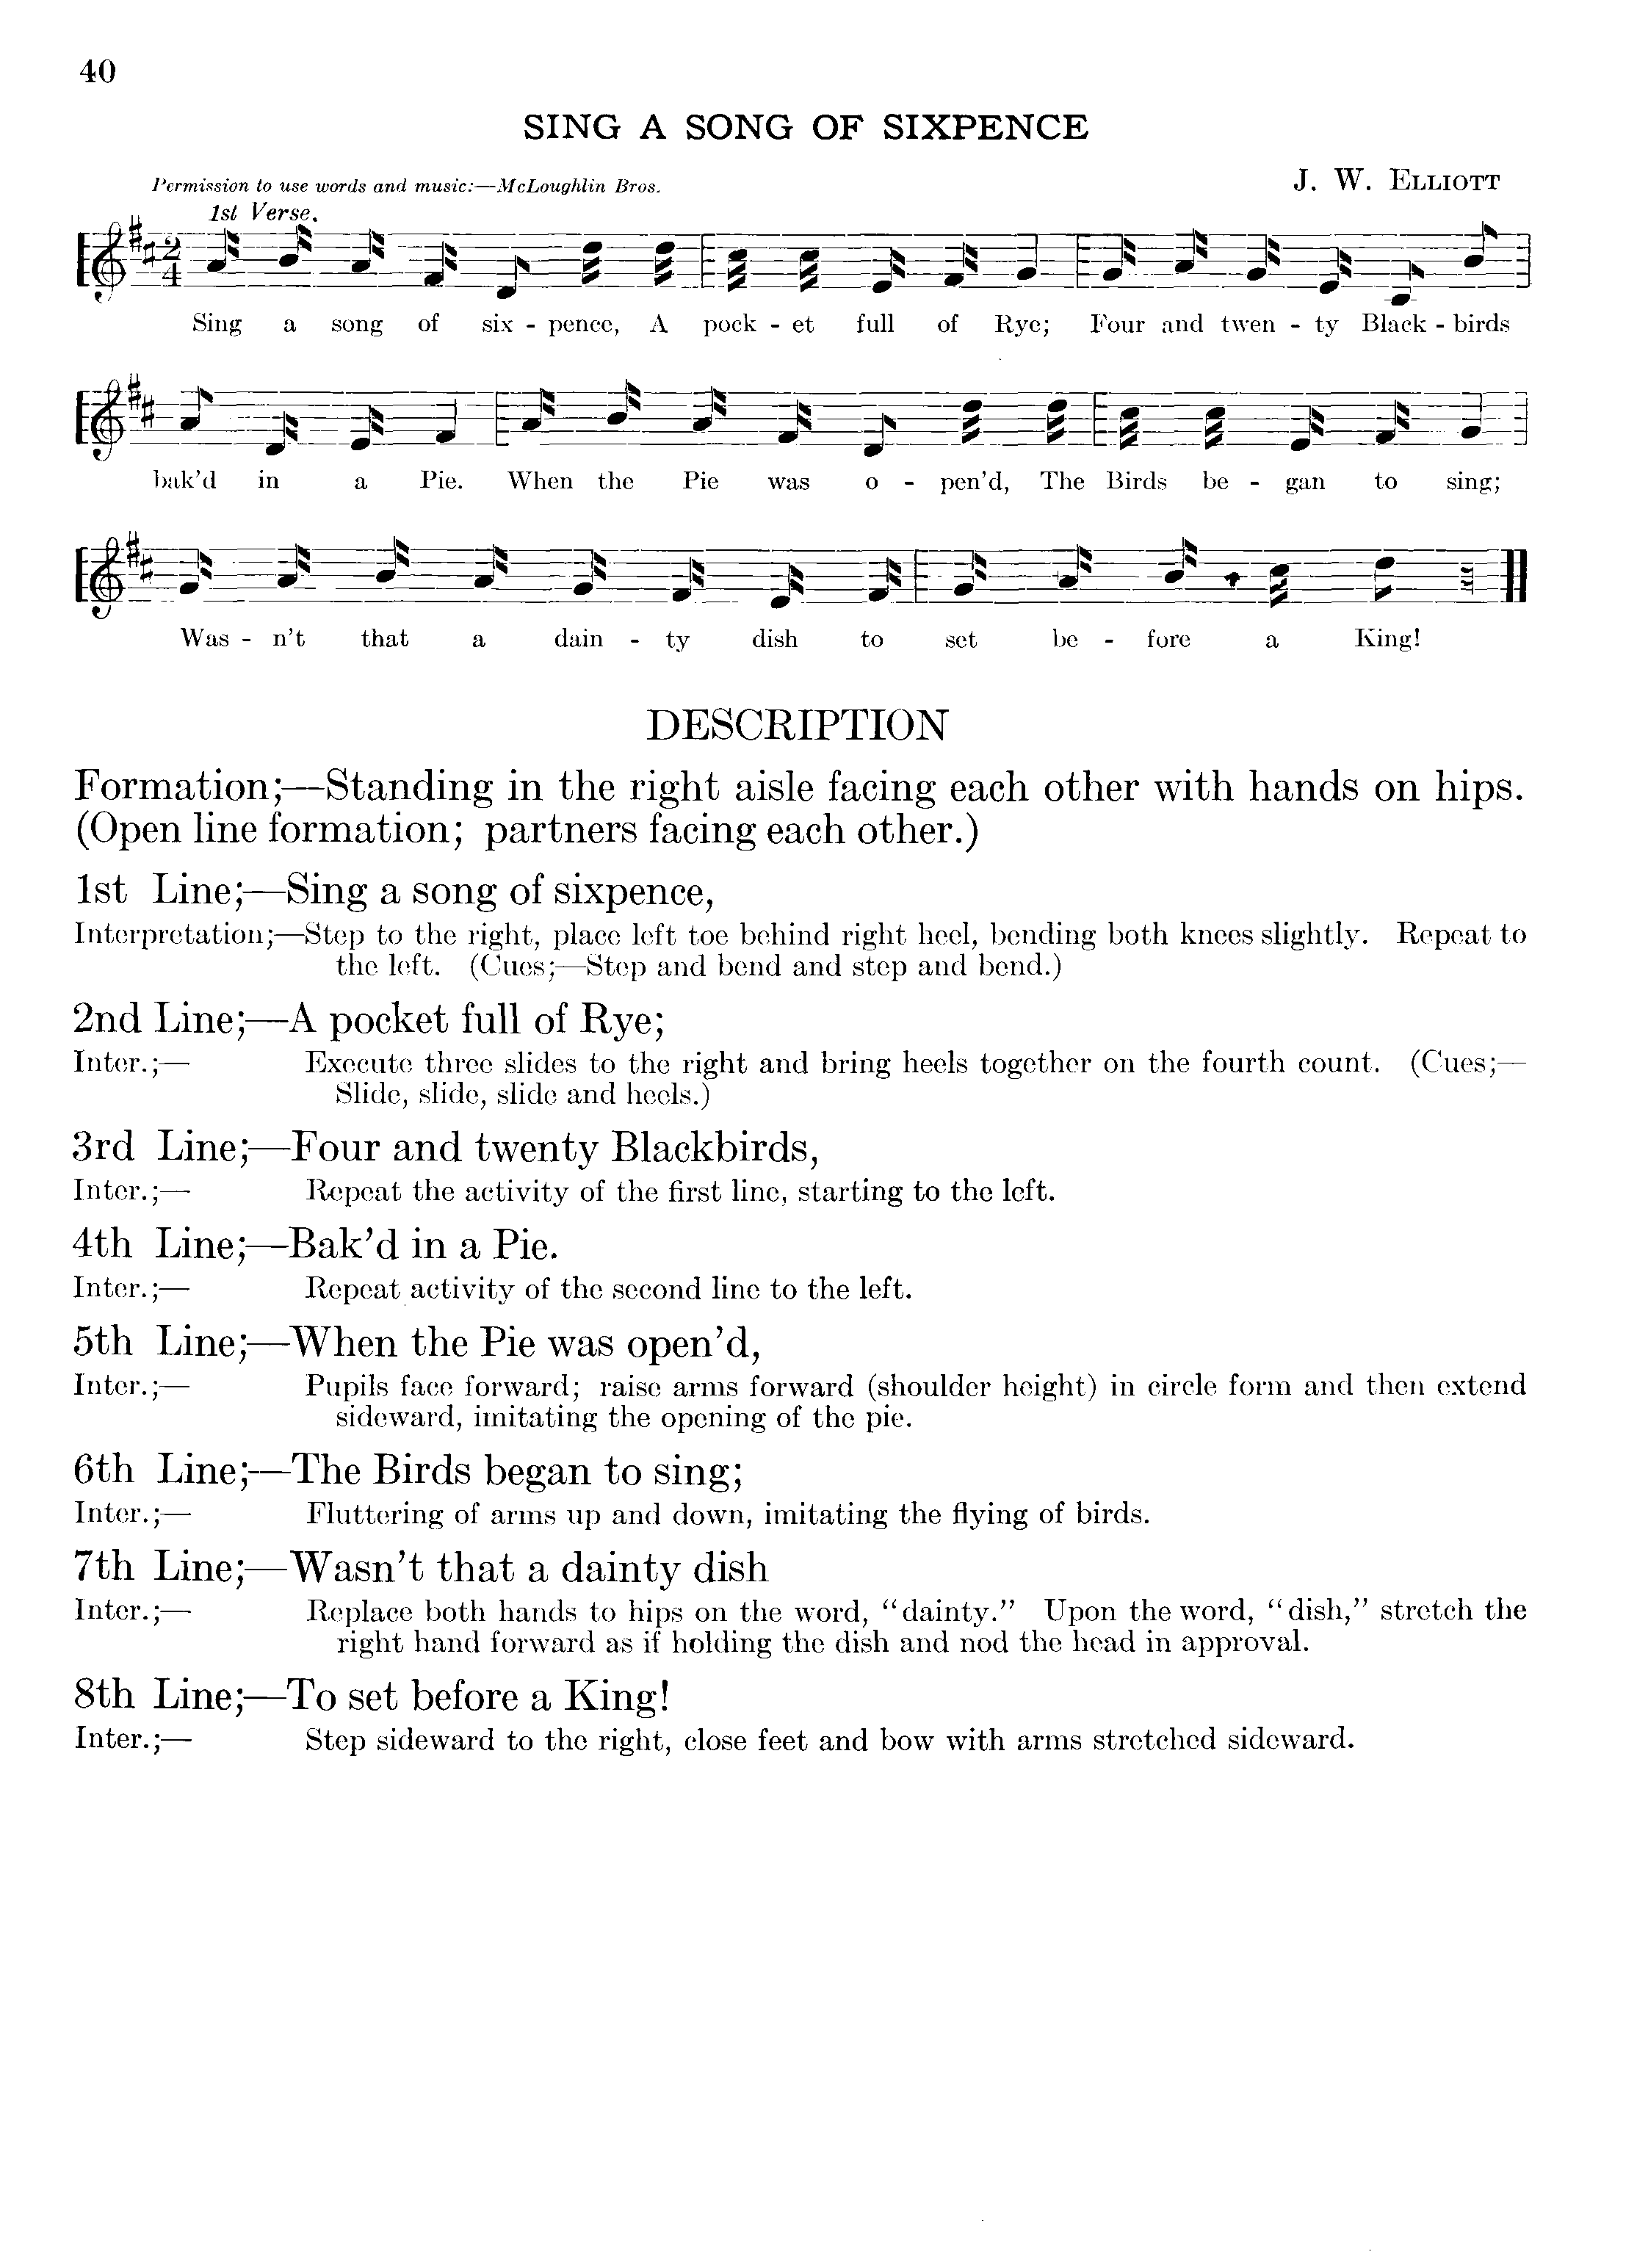 40
SING A SONG OF SIXPENCE
Permission to use words and music:—McLoughlin Bros.
J. W. Elliott
1st Verse.
2
4
Sing a song of six - pence, A pock - et full of Rye; Four and twen - ty Black - birds
bak'd in a Pie. When the Pie was o - pen'd, The Birds be - gan to sing;
Was - n't that a dain - ty dish to set be - fore a King!
DESCRIPTION
Formation;—Standing in the right aisle facing each other with hands on hips.
(Open line formation; partners facing each other.)
1st Line;—Sing a song of sixpence,
Interpretation;—Step to the right, place left toe behind right heel, bending both knees slightly. Repeat to
the left. (Cues;—Step and bend and step and bend.)
2nd Line;—A pocket full of Rye;
Inter.;— Execute three slides to the right and bring heels together on the fourth count. (Cues;—
Slide, slide, slide and heels.)
3rd Line;—Four and twenty Blackbirds,
Inter.;— Repeat the activity of the first line, starting to the left.
4th Line;—Bak'd in a Pie.
Inter.;— Repeat activity of the second line to the left.
5th Line;—When the Pie was open'd,
Inter.;— Pupils face forward; raise arms forward (shoulder height) in circle form and then extend
sideward, imitating the opening of the pie.
6th Line;—The Birds began to sing;
Inter.;— Fluttering of arms up and down, imitating the flying of birds.
7th Line;—Wasn't that a dainty dish
Inter.;— Replace both hands to hips on the word, "dainty." Upon the word, "dish," stretch the
right hand forward as if holding the dish and nod the head in approval.
8th Line;—To set before a King!
Inter.;— Step sideward to the right, close feet and bow with arms stretched sideward.